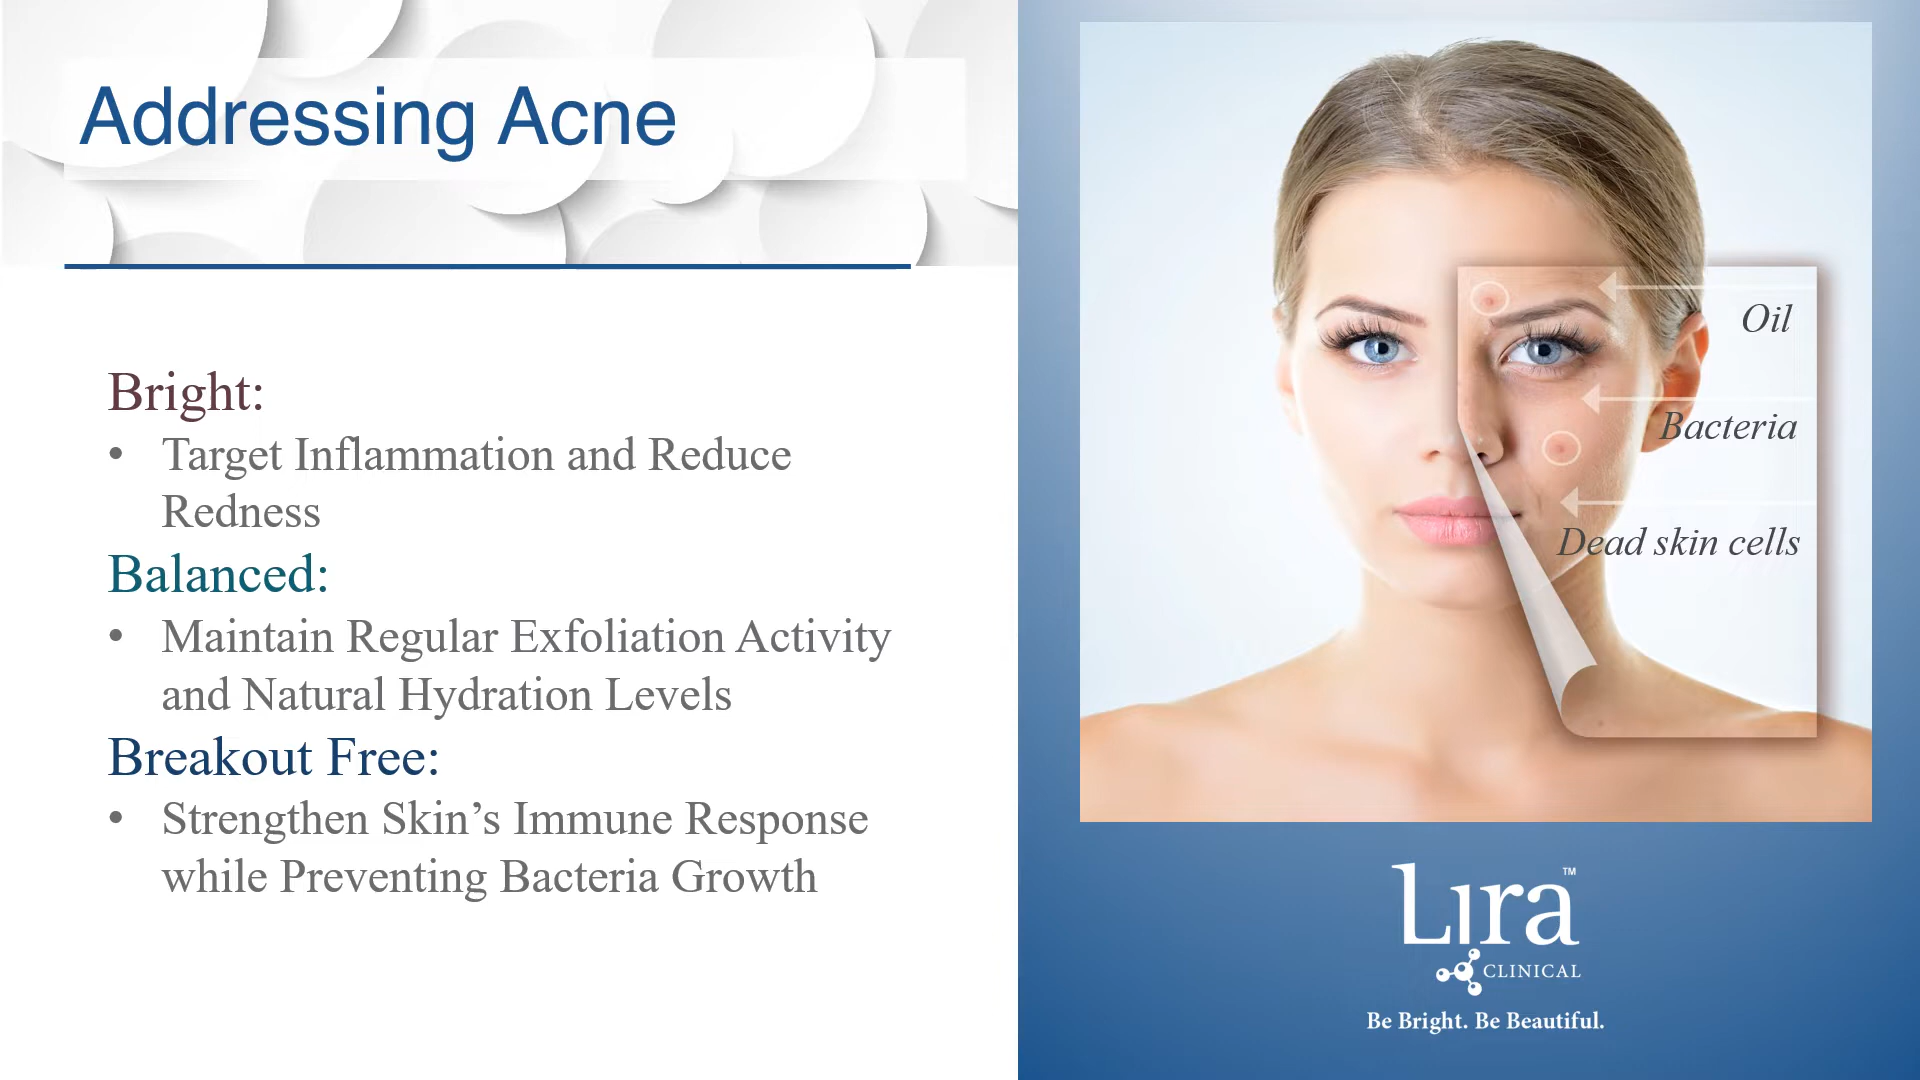 Addressing Acne
Bright:
• Target Inflammation and Reduce
Redness
Balanced:
• Maintain Regular Exfoliation Activity
and Natural Hydration Levels
Breakout Free:
• Strengthen Skin’s Immune Response
while Preventing Bacteria Growth
Oil
Bacteria
Dead skin cells
Lira™
CLINICAL
Be Bright. Be Beautiful.